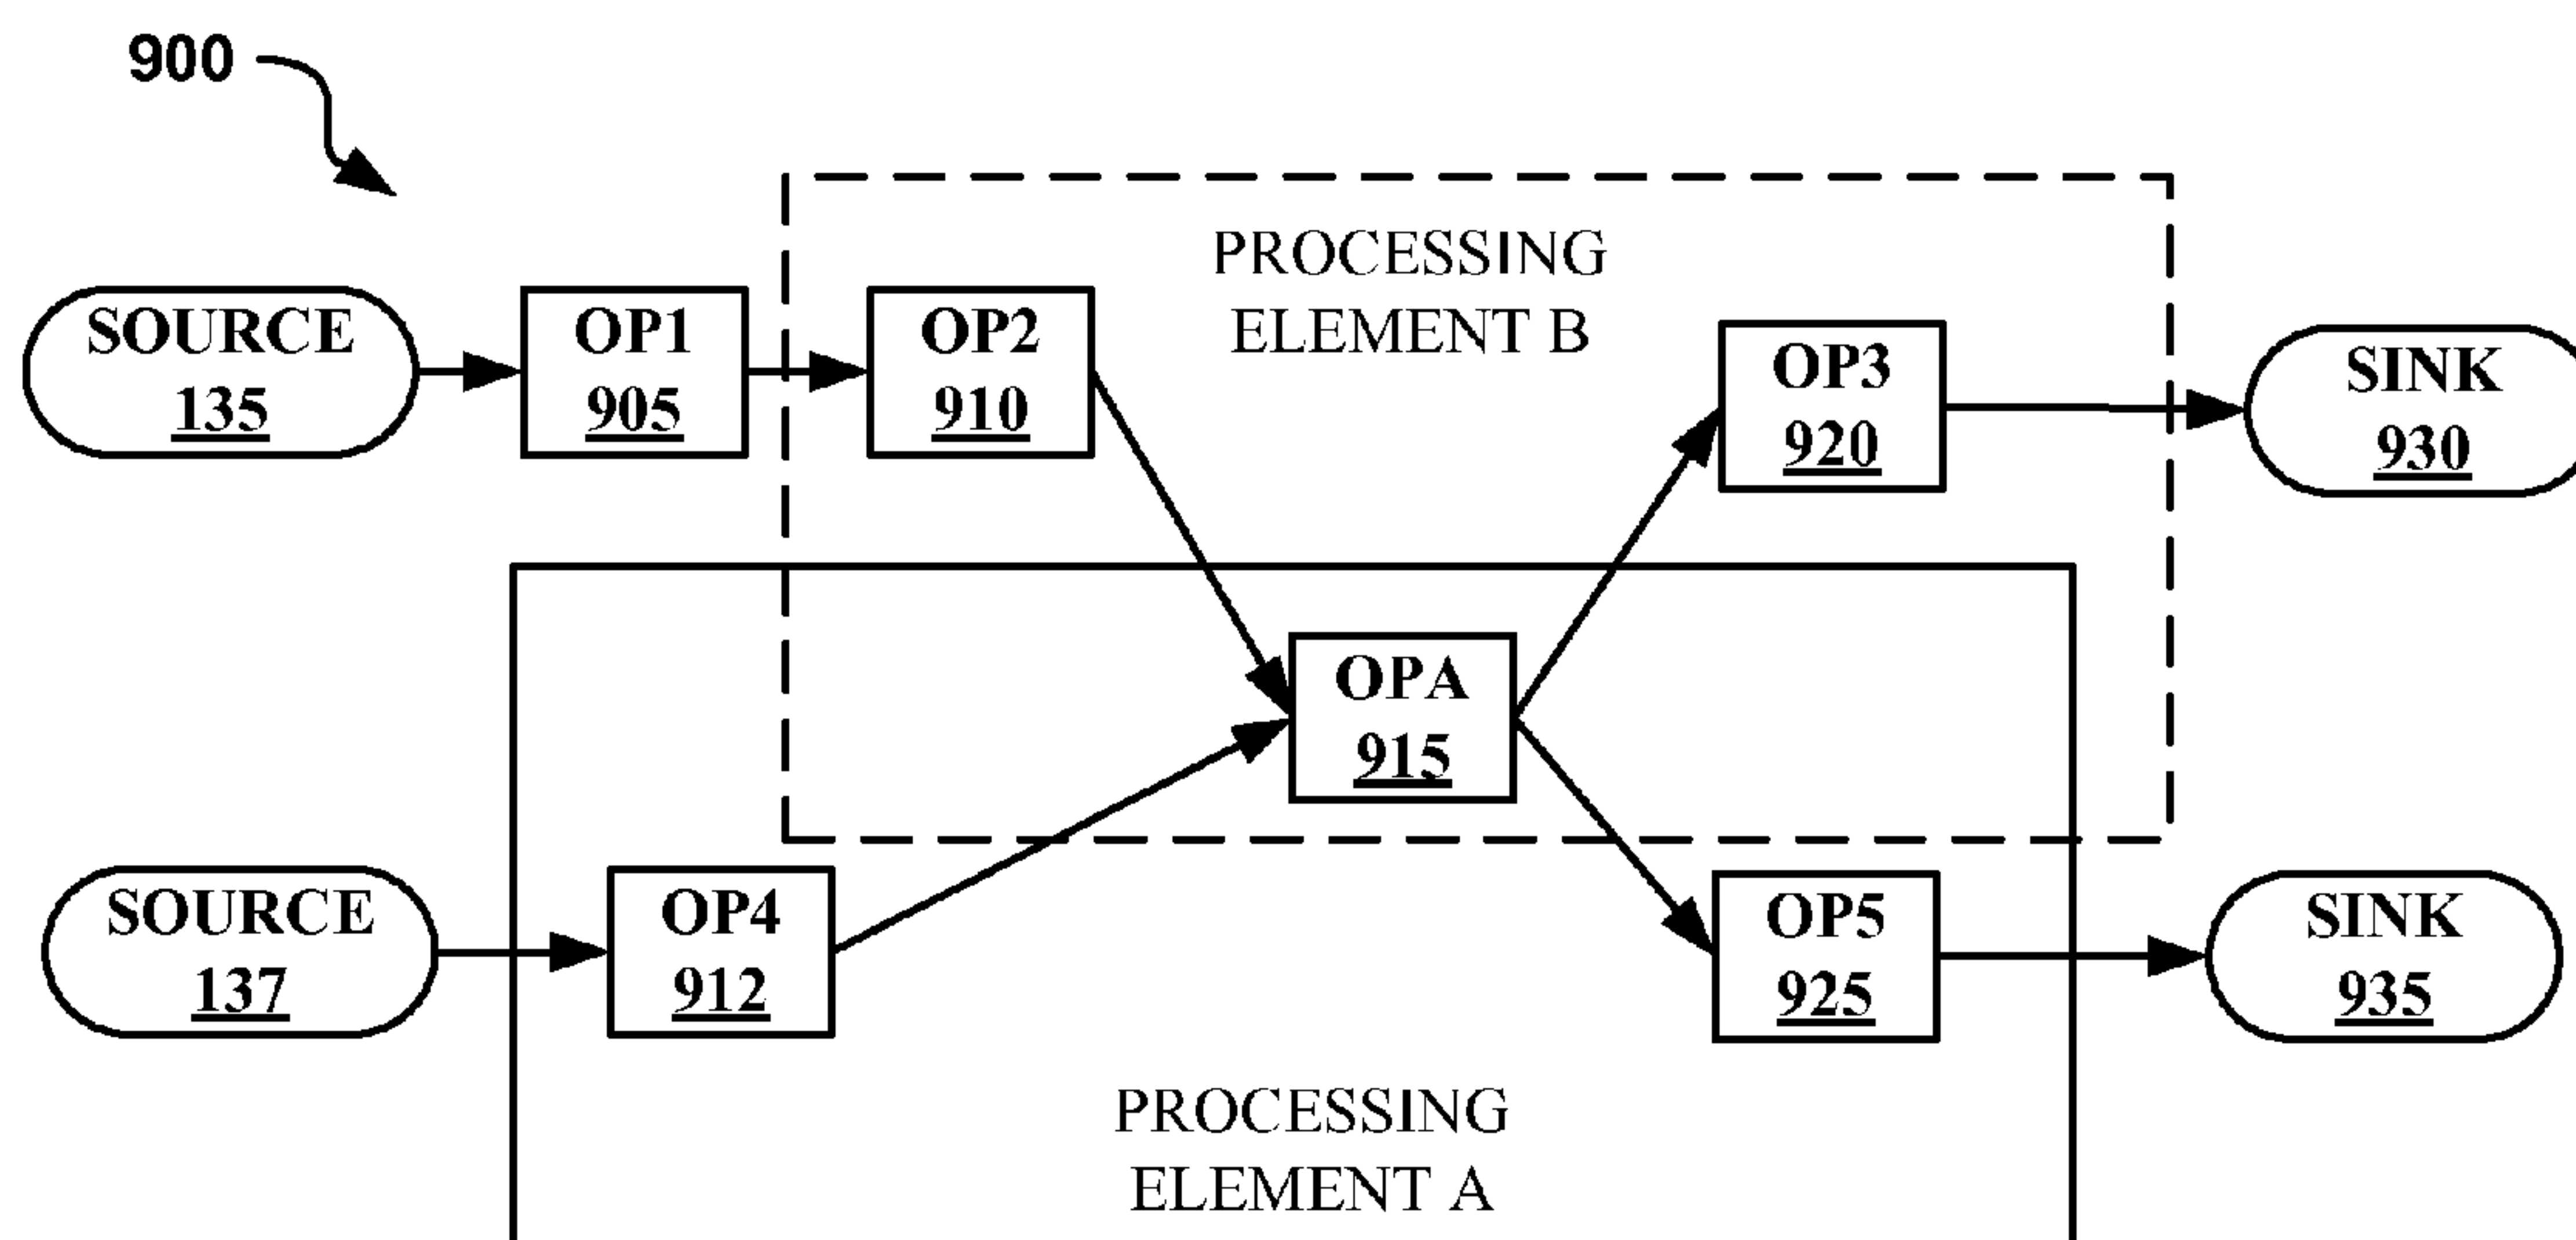 900
PROCESSING
ELEMENT B
SOURCE
135
OP1
905
OP2
910
OP3
920
SINK
930
OPA
915
SOURCE
137
OP4
912
OP5
925
SINK
935
PROCESSING
ELEMENT A